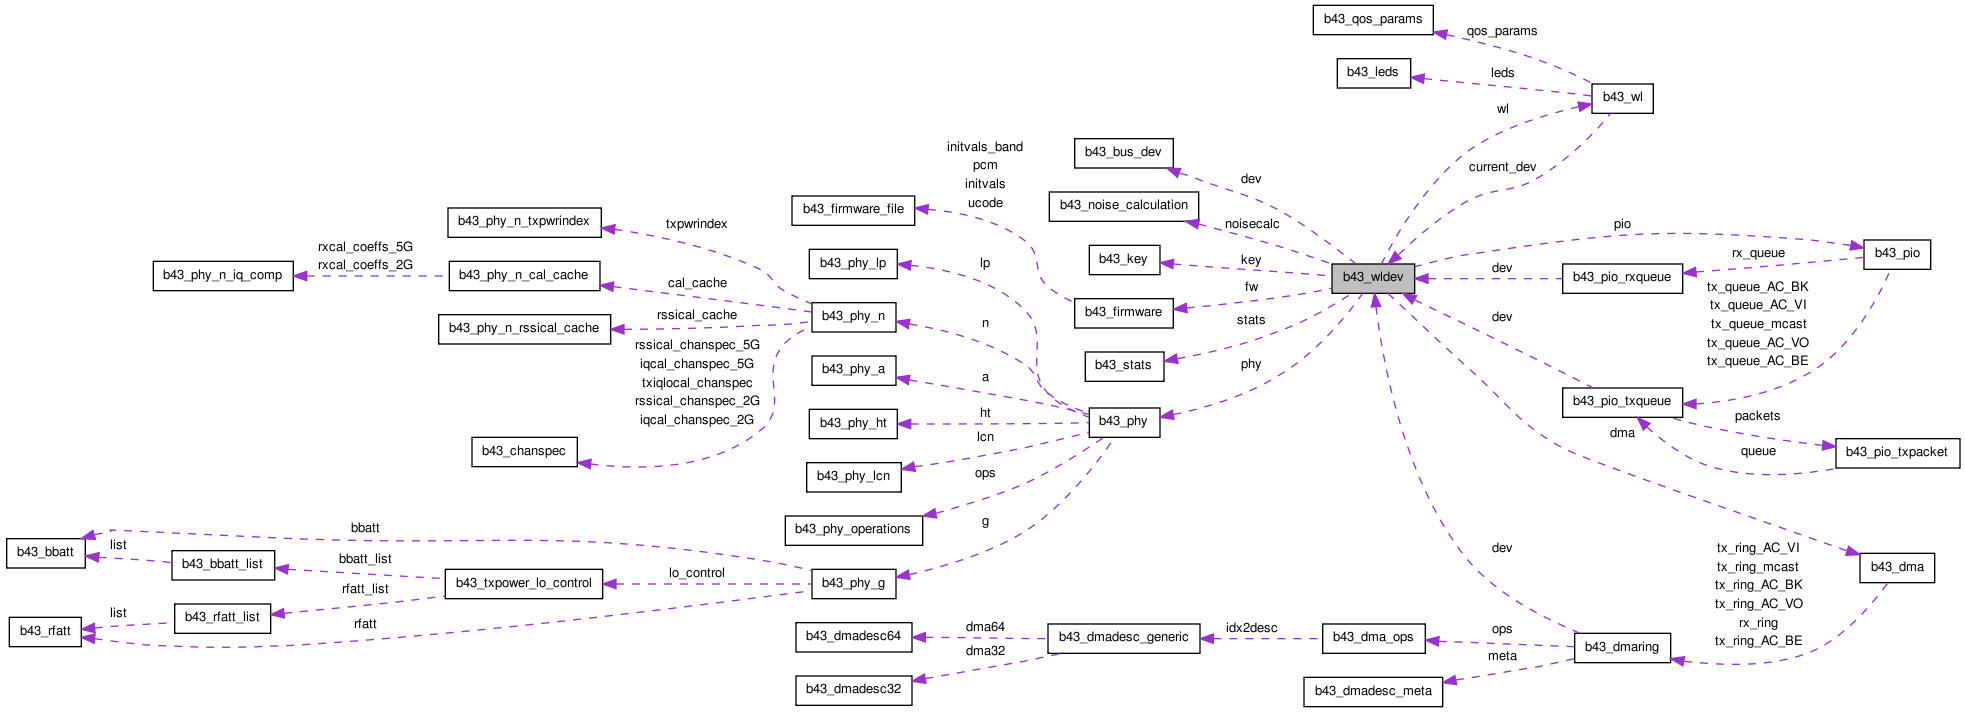 b43_qos_params
qos_params
b43_leds
leds
b43_wl
wl
current_dev
b43_bus_dev
dev
initvals_band
pcm
initvals
ucode
b43_noise_calculation
noisecalc
b43_firmware_file
b43_phy_n_txpwrindex
txpwrindex
pio
b43_key
key
b43_wldev
b43_pio
rx_queue
dev
b43_pio_rxqueue
rxcal_coeffs_5G
rxcal_coeffs_2G
b43_phy_n_iq_comp
b43_phy_n_cal_cache
cal_cache
b43_phy_lp
lp
fw
b43_firmware
tx_queue_AC_BK
tx_queue_AC_VI
tx_queue_mcast
tx_queue_AC_VO
tx_queue_AC_BE
b43_phy_n_rssical_cache
rssical_cache
b43_phy_n
n
stats
dev
b43_stats
phy
rssical_chanspec_5G
iqcal_chanspec_5G
txiqlocal_chanspec
rssical_chanspec_2G
iqcal_chanspec_2G
b43_phy_a
a
b43_pio_txqueue
b43_phy_ht
ht
b43_phy
packets
dma
queue
b43_pio_txpacket
b43_chanspec
lcn
b43_phy_lcn
ops
b43_phy_operations
g
bbatt
b43_bbatt
list
b43_bbatt_list
bbatt_list
b43_txpower_lo_control
lo_control
b43_phy_g
rfatt_list
b43_rfatt
list
b43_rfatt_list
rfatt
dev
tx_ring_AC_VI
tx_ring_mcast
tx_ring_AC_BK
tx_ring_AC_VO
rx_ring
tx_ring_AC_BE
b43_dma
b43_dmadesc64
dma64
b43_dmadesc_generic
idx2desc
b43_dma_ops
ops
b43_dmaring
dma32
meta
b43_dmadesc32
b43_dmadesc_meta